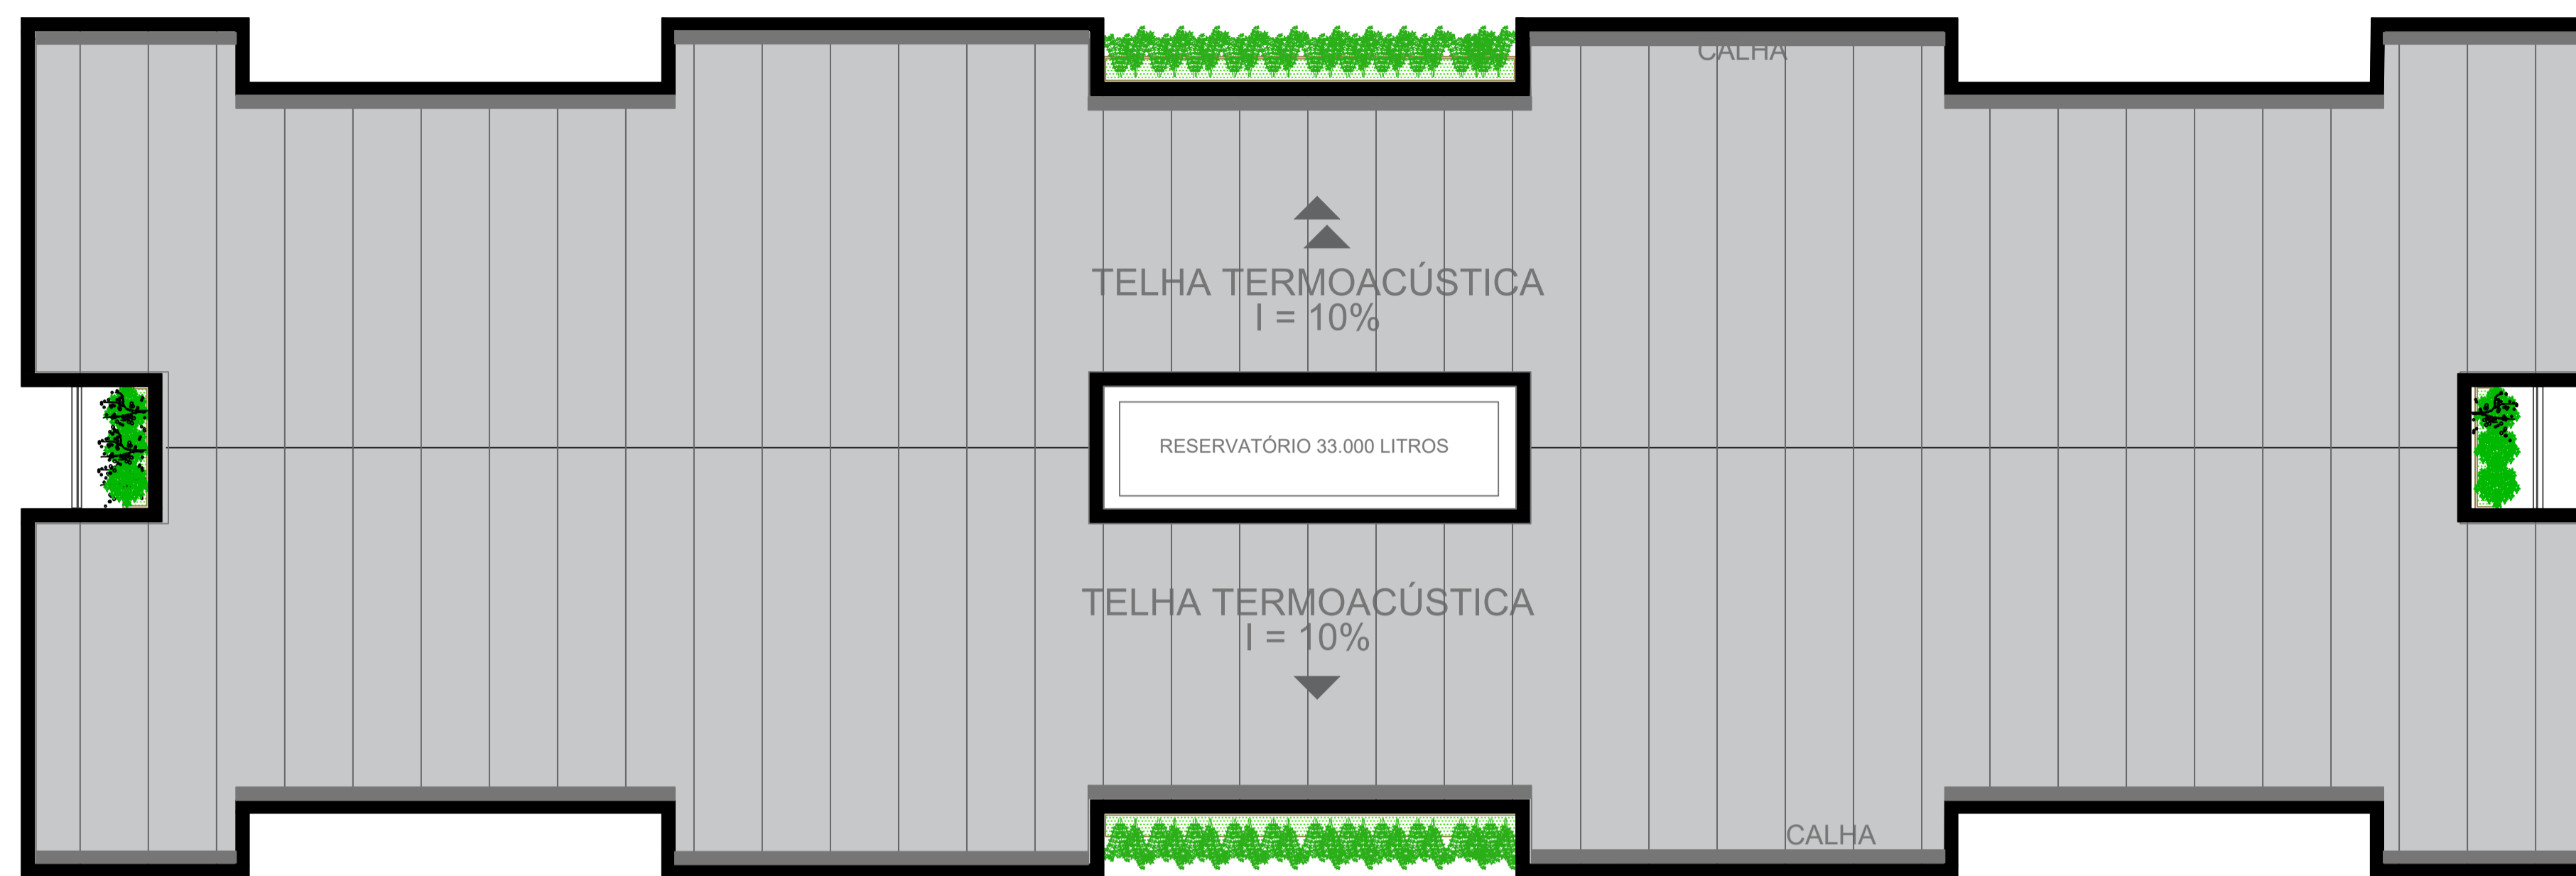 CALHA
TELHA TERMOACÚSTICA
I = 10%
RESERVATÓRIO 33.000 LITROS
TELHA TERMOACÚSTICA
I = 10%
CALHA